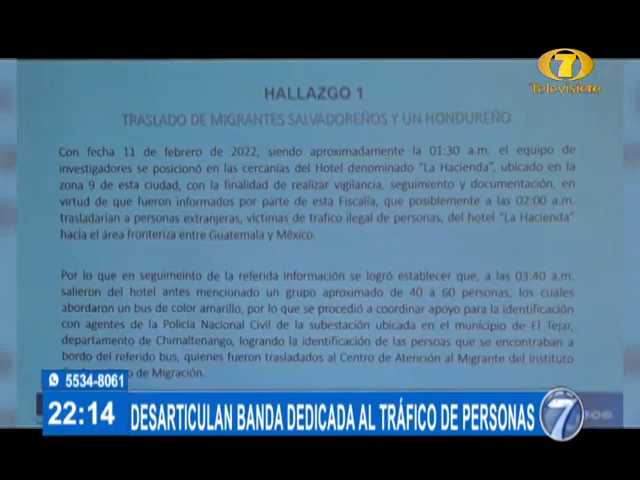 7
Televisiete
HALLAZGO 1
TRASLADO DE MIGRANTES SALVADOREÑOS Y UN HONDUREÑO
Con fecha 11 de febrero de 2022, siendo aproximadamente la 01:30 a.m. el equipo de
investigadores se posicionó en las cercanías del Hotel denominado "La Hacienda", ubicado en la
zona 9 de esta ciudad, con la finalidad de realizar vigilancia, seguimiento y documentación, en
virtud de que fueron informados por parte de esta Fiscalía, que posiblemente a las 02:00 a.m.
trasladarían a personas extranjeras, víctimas de trafico ilegal de personas, del hotel "La Hacienda"
hacia el área fronteriza entre Guatemala y México.
Por lo que en seguimeinto de la referida información se logró establecer que, a las 03:40 a.m.
salieron del hotel antes mencionado un grupo aproximado de 40 a 60 personas, los cuales
abordaron un bus de color amarillo, por lo que se procedió a coordinar apoyo para la identificación
con agentes de la Policía Nacional Civil de la subestación ubicada en el municipio de El Tejar,
departamento de Chimaltenango, logrando la identificación de las persoas que se encontraban a
bordo del referido bus, quienes fueron trasladados al Centro de Atención al Migrante del Instituto
de Migración.
5534-8061
22:14 DESARTICULAN BANDA DEDICADA AL TRÁFICO DE PERSONAS 7